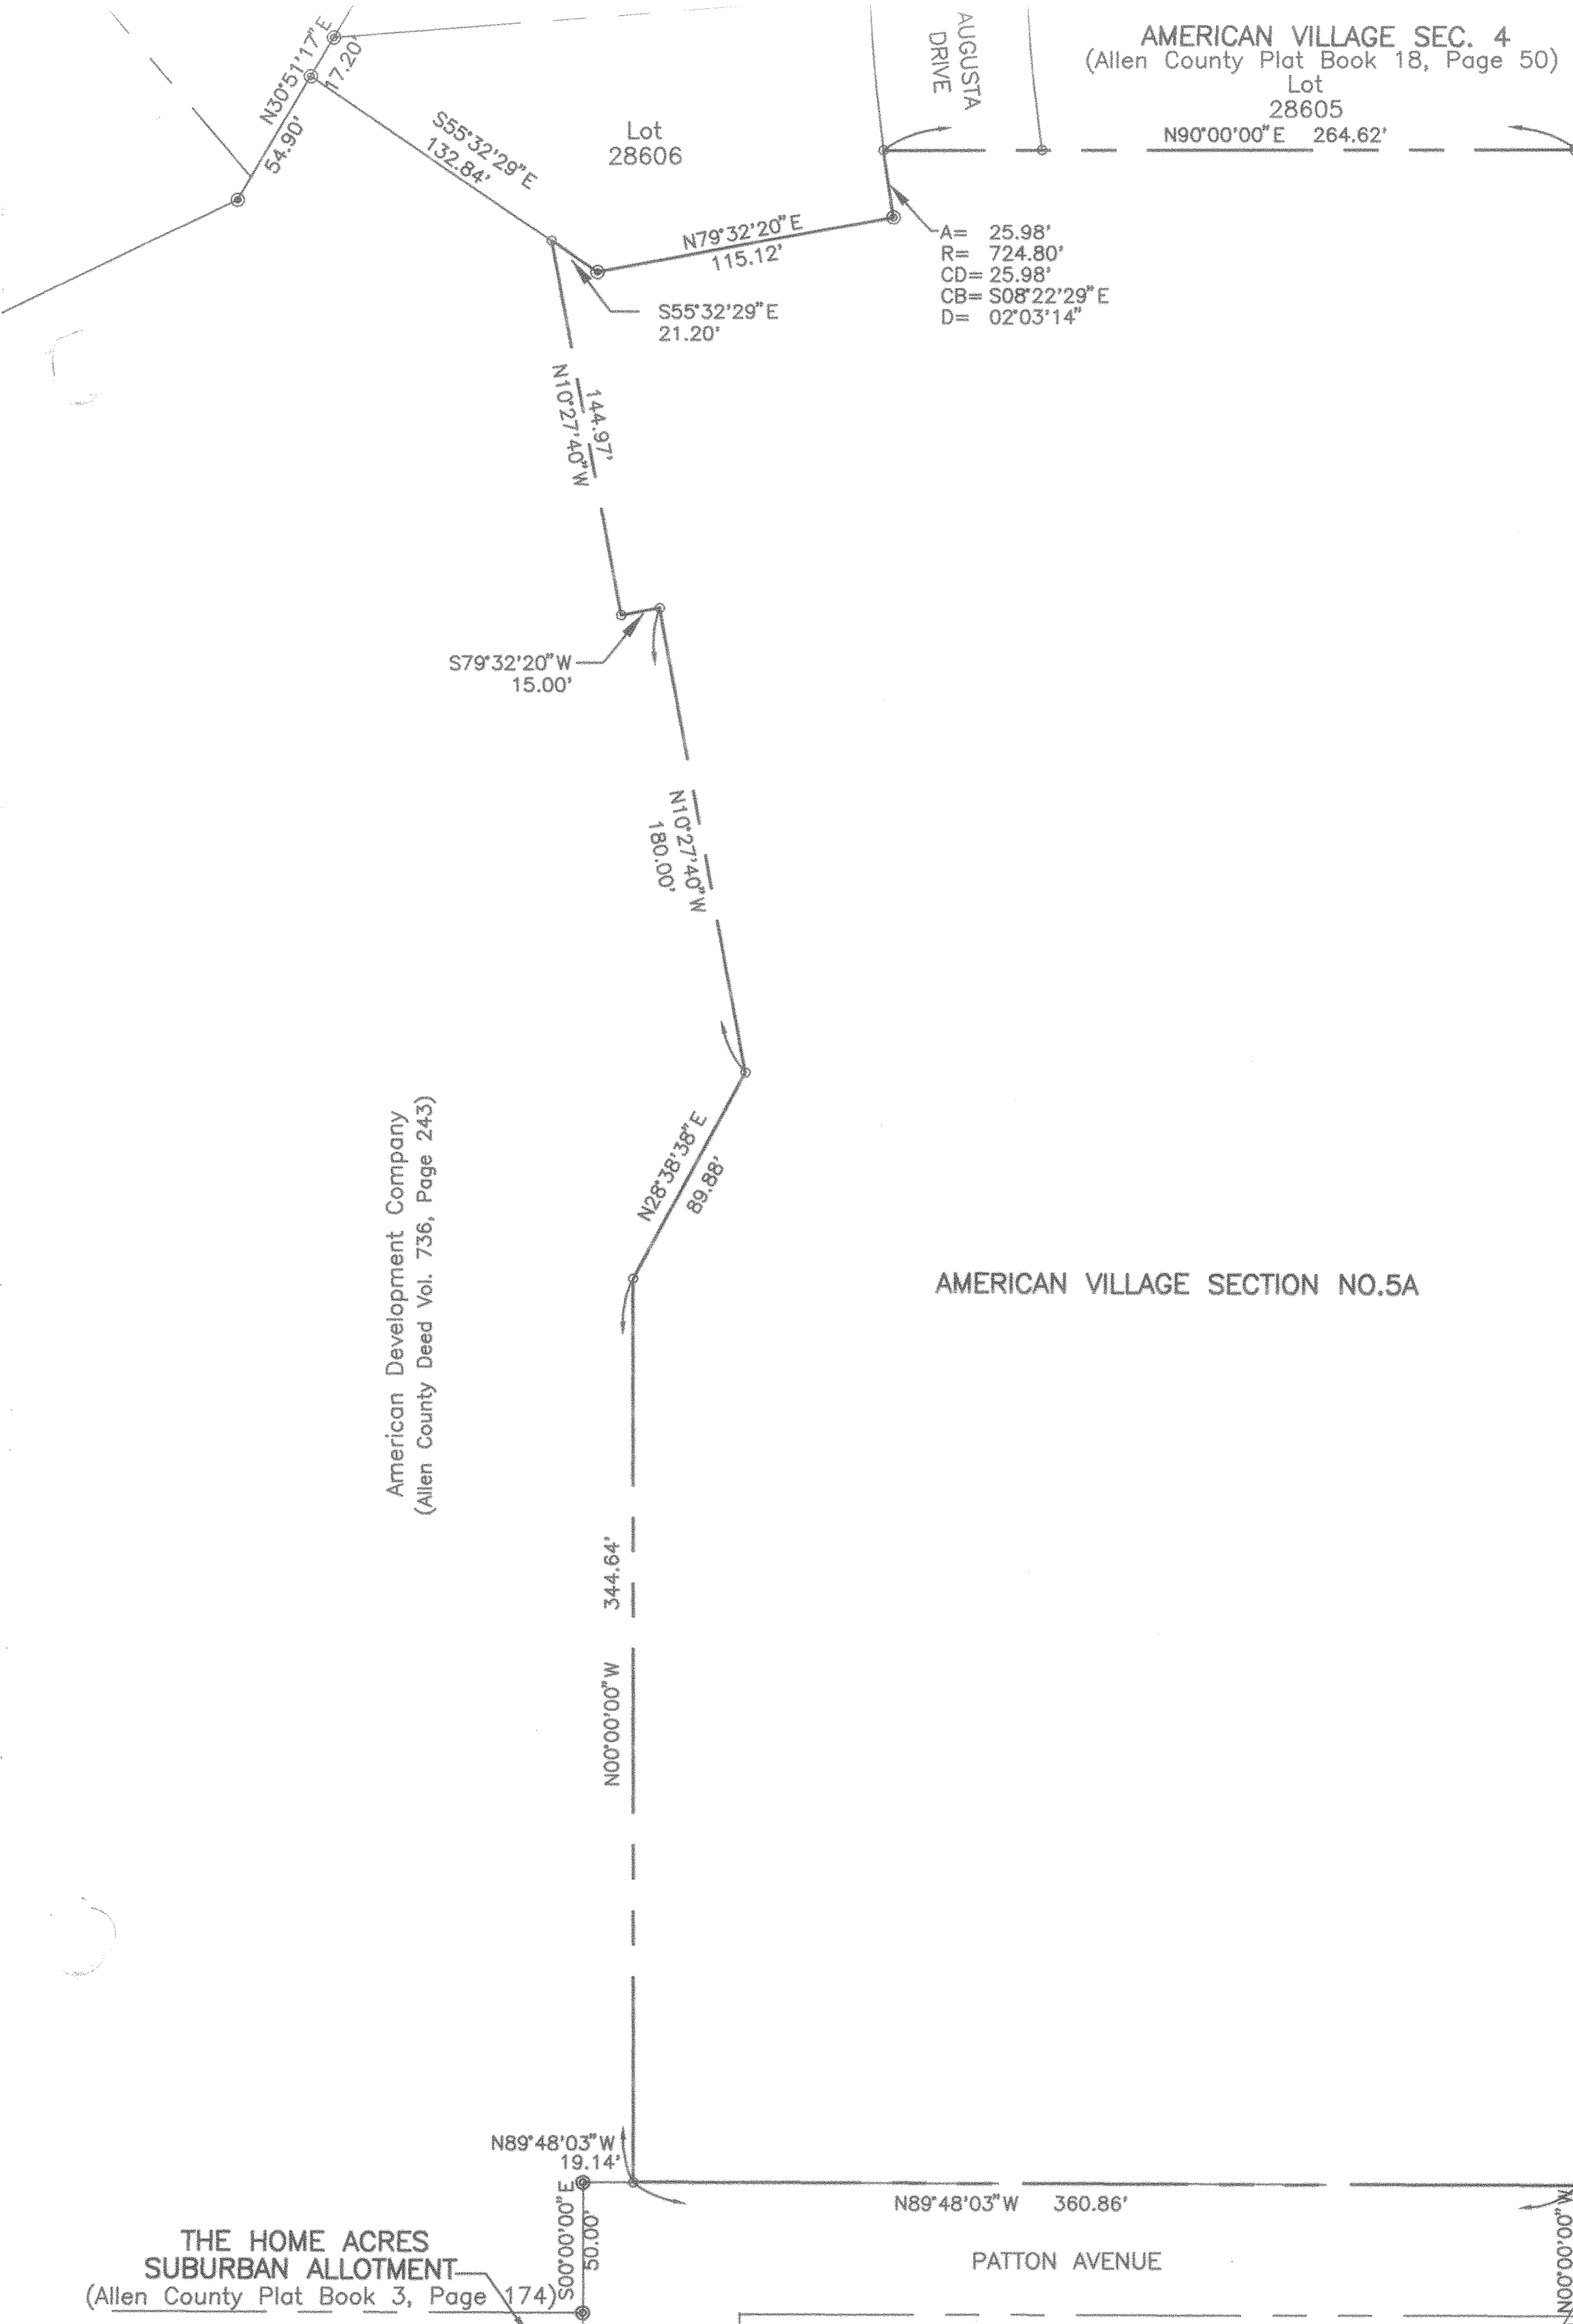 AMERICAN VILLAGE SEC. 4
(Allen County Plat Book 18, Page 50)
Lot
28605
N90°00'00"E 264.62'
AUGUSTA
DRIVE
N30°51'17"E
17.20'
54.90'
S55°32'29"E
132.84'
Lot
28606
N79°32'20"E
115.12'
A= 25.98'
R= 724.80'
CD= 25.98'
CB= S08°22'29"E
D= 02°03'14"
S55°32'29"E
21.20'
144.97'
N10°27'40"W
S79°32'20"W
15.00'
N10°27'40"W
180.00'
N28°38'38"E
89.88'
American Development Company
(Allen County Deed Vol. 736, Page 243)
AMERICAN VILLAGE SECTION NO.5A
N00°00'00"W 344.64'
N89°48'03"W
19.14'
S00°00'00"E
50.00'
N89°48'03"W 360.86'
N00°00'00"W
THE HOME ACRES
SUBURBAN ALLOTMENT
(Allen County Plat Book 3, Page 174)
PATTON AVENUE